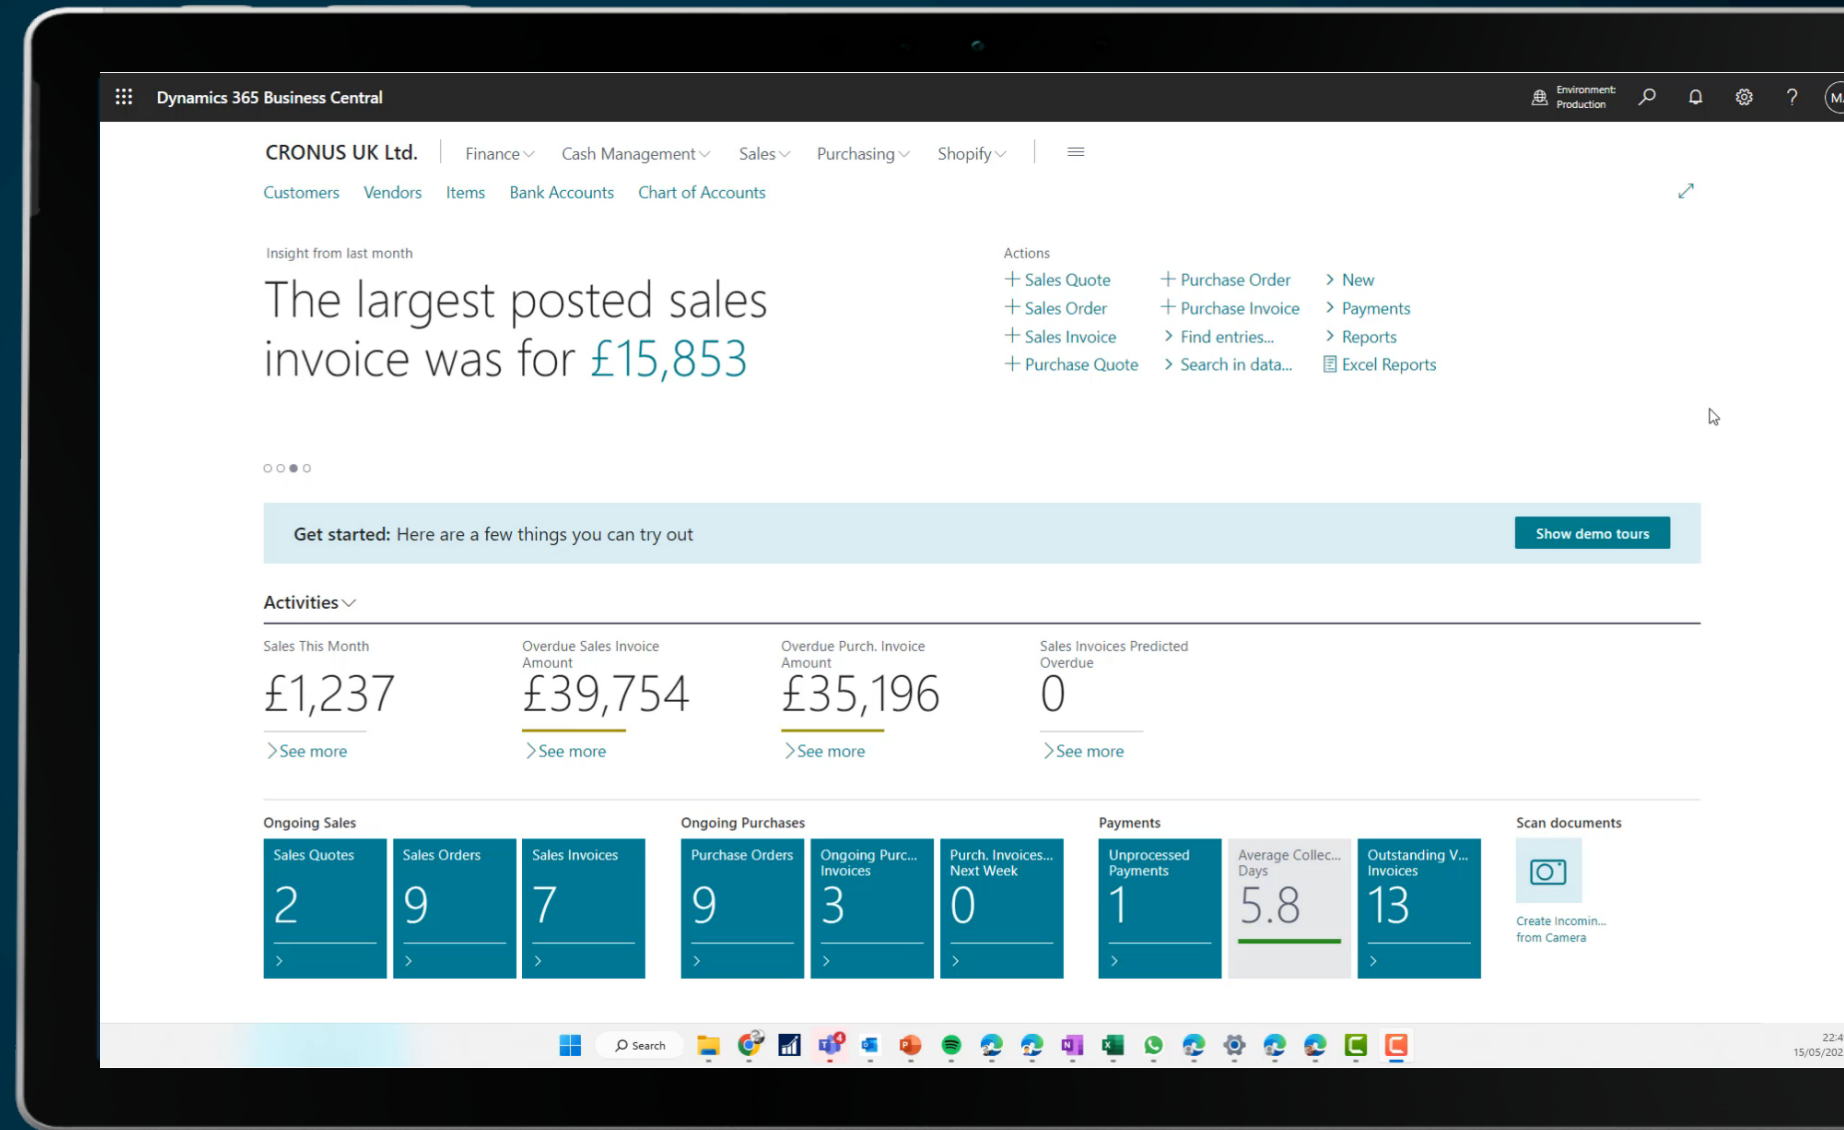 Dynamics 365 Business Central
Environment:
Production
?
CRONUS UK Ltd.
Finance
Cash Management
Sales
Purchasing
Shopify
Customers
Vendors
Items
Bank Accounts
Chart of Accounts
Insight from last month
The largest posted sales
invoice was for £15,853
Actions
+ Sales Quote
+ Purchase Order
> New
+ Sales Order
+ Purchase Invoice
> Payments
+ Sales Invoice
> Find entries...
> Reports
+ Purchase Quote
> Search in data...
Excel Reports
Get started: Here are a few things you can try out
Show demo tours
Activities
Sales This Month
£1,237
>See more
Overdue Sales Invoice
Amount
£39,754
>See more
Overdue Purch. Invoice
Amount
£35,196
>See more
Sales Invoices Predicted
Overdue
0
>See more
Ongoing Sales
Sales Quotes
2
Sales Orders
9
Sales Invoices
7
Ongoing Purchases
Purchase Orders
9
Ongoing Purc...
Invoices
3
Purch. Invoices...
Next Week
0
Payments
Unprocessed
Payments
1
Average Collec...
Days
5.8
Outstanding V...
Invoices
13
Scan documents
Create Incomin...
from Camera
Search
4
22:4
15/05/202